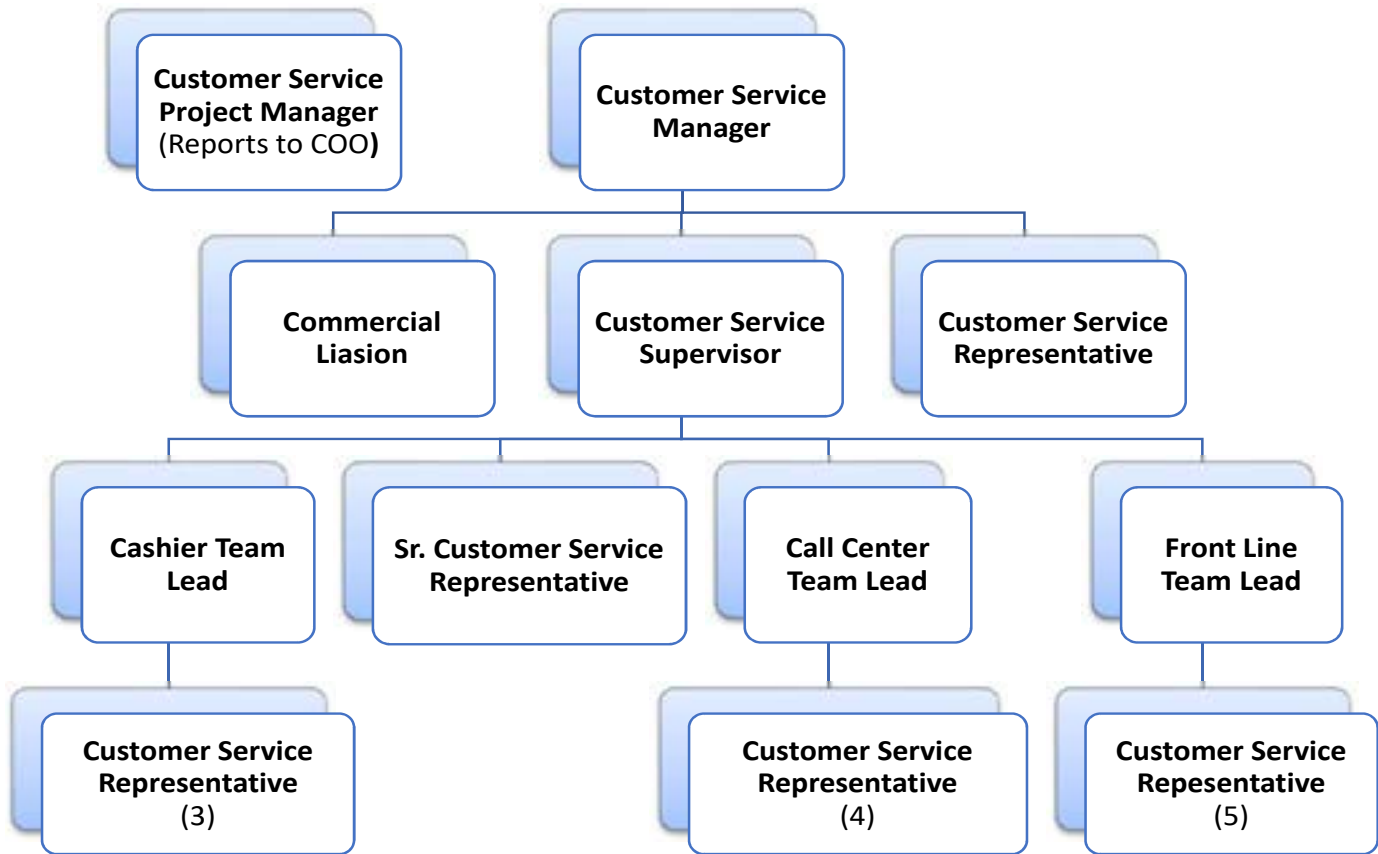 Customer Service
Project Manager
(Reports to COO)
Customer Service
Manager
Commercial
Liasion
Customer Service
Supervisor
Customer Service
Representative
Cashier Team
Lead
Sr. Customer Service
Representative
Call Center
Team Lead
Front Line
Team Lead
Customer Service
Representative
(3)
Customer Service
Representative
(4)
Customer Service
Repesentative
(5)